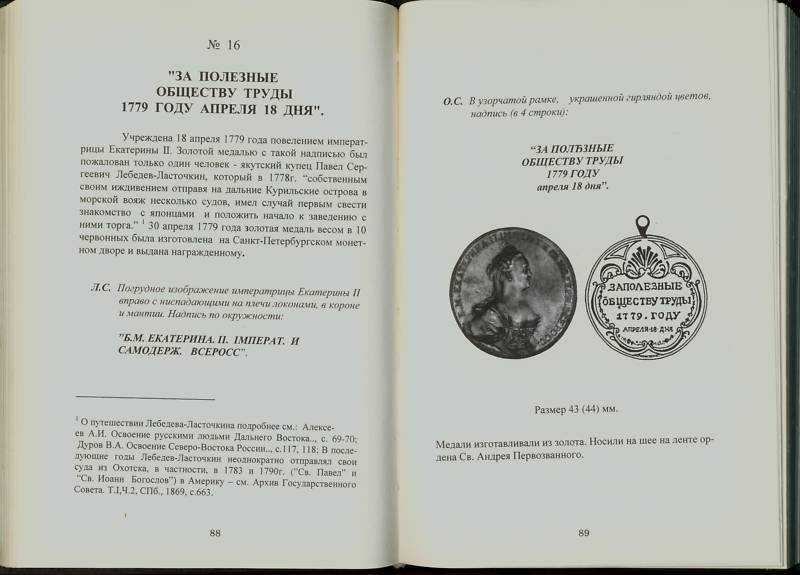 № 16
"ЗА ПОЛЕЗНЫЕ
ОБЩЕСТВУ ТРУДЫ
1779 ГОДУ АПРЕЛЯ 18 ДНЯ".
Учреждена 18 апреля 1779 года повелением императ-
рицы Екатерины II. Золотой медалью с такой надписью был
пожалован только один человек - якутский купец Павел Сер-
геевич Лебедев-Ласточкин, который в 1778г. "собственным
своим иждивением отправя на дальние Курильские острова в
морской вояж несколько судов, имел случай первым свести
знакомство с японцами и положить начало к заведению с
ними торга." 1 30 апреля 1779 года золотая медаль весом в 10
червонных была изготовлена на Санкт-Петербургском монет-
ном дворе и выдана награжденному.
Л.С. Погрудное изображение императрицы Екатерины II
вправо с ниспадающими на плечи локонами, в короне
и мантии. Надпись по окружности:
"Б.М. ЕКАТЕРИНА. П. IМПЕРАТ. И
САМОДЕРЖ. ВСЕРОСС".
1 О путешествии Лебедева-Ласточкина подробнее см.: Алексе-
ев А.И. Освоение русскими людьми Дальнего Востока.., с. 69-70;
Дуров В.А. Освоение Северо-Востока России.., с.117, 118; В после-
дующие годы Лебедев-Ласточкин неоднократно отправлял свои
суда из Охотска, в частности, в 1783 и 1790г. ("Св. Павел" и
"Св. Иоанн Богослов") в Америку – см. Архив Государственного
Совета. Т.I,Ч.2, СПб., 1869, с.663.
88
О.С. В узорчатой рамке, украшенной гирляндой цветов,
надпись (в 4 строки):
"ЗА ПОЛѢЗНЫЕ
ОБЩЕСТВУ ТРУДЫ
1779 ГОДУ
апреля 18 дня".
ЗАПОЛЕЗНЫЕ
ОБЩЕСТВУ ТРУДЫ
1779. ГОДУ
АПРЕЛЯ·18·ДНЯ
Размер 43 (44) мм.
Медали изготавливали из золота. Носили на шее на ленте ор-
дена Св. Андрея Первозванного.
89